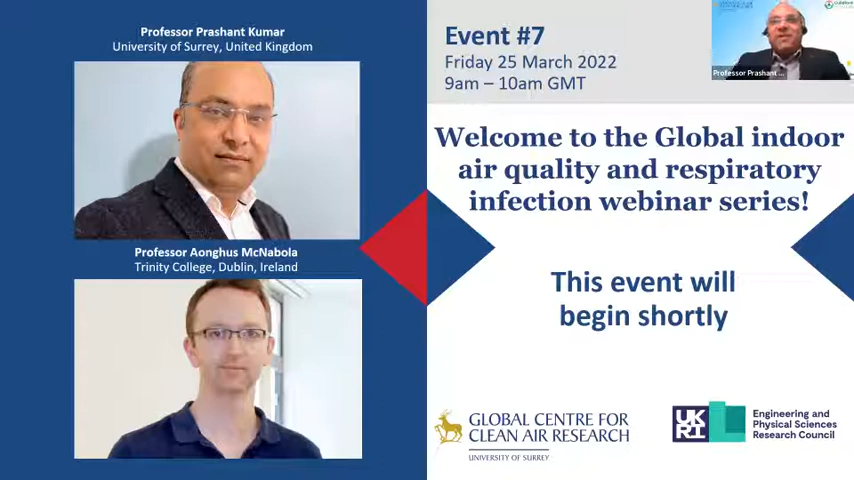 Professor Prashant Kumar
University of Surrey, United Kingdom
Professor Aonghus McNabola
Trinity College, Dublin, Ireland
Event #7
Friday 25 March 2022
9am – 10am GMT
Professor Prashant ...
Welcome to the Global indoor
air quality and respiratory
infection webinar series!
This event will
begin shortly
GLOBAL CENTRE FOR
CLEAN AIR RESEARCH
UNIVERSITY OF SURREY
UK
RI
Engineering and
Physical Sciences
Research Council